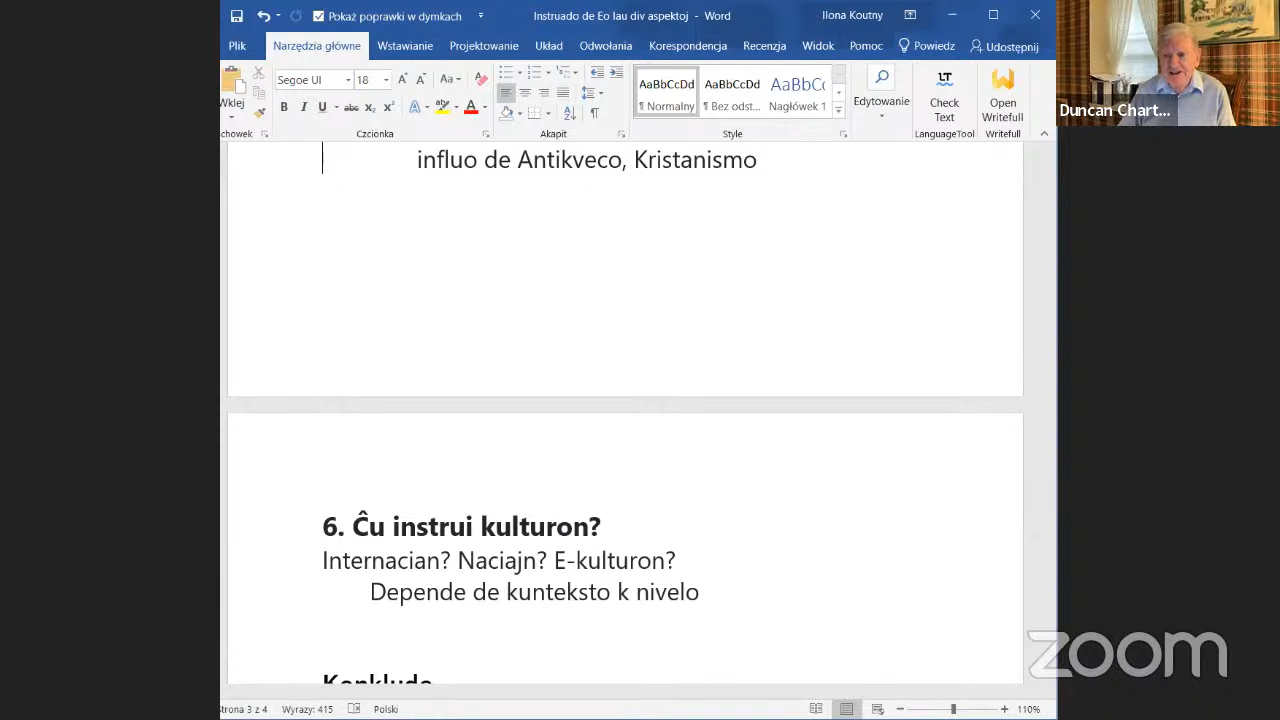 Pokaż poprawki w dymkach
Instruado de Eo lau div aspektoj - Word
Ilona Koutny
Plik
Narzędzia główne
Wstawianie
Projektowanie
Układ
Odwołania
Korespondencja
Recenzja
Widok
Pomoc
Powiedz
Udostępnij
Wklej
Segoe UI
18
AaBbCcDd
¶ Normalny
AaBbCcDd
¶ Bez odst...
AaBbCc
Nagłówek 1
Edytowanie
Check
Text
Open
Writefull
schowek
Czcionka
Akapit
Style
LanguageTool
Writefull
Duncan Chart...
influo de Antikveco, Kristanismo
6. Ĉu instrui kulturon?
Internacian? Naciajn? E-kulturon?
Depende de kunteksto k nivelo
Konkludo
Strona 3 z 4
Wyrazy: 415
Polski
110%
zoom